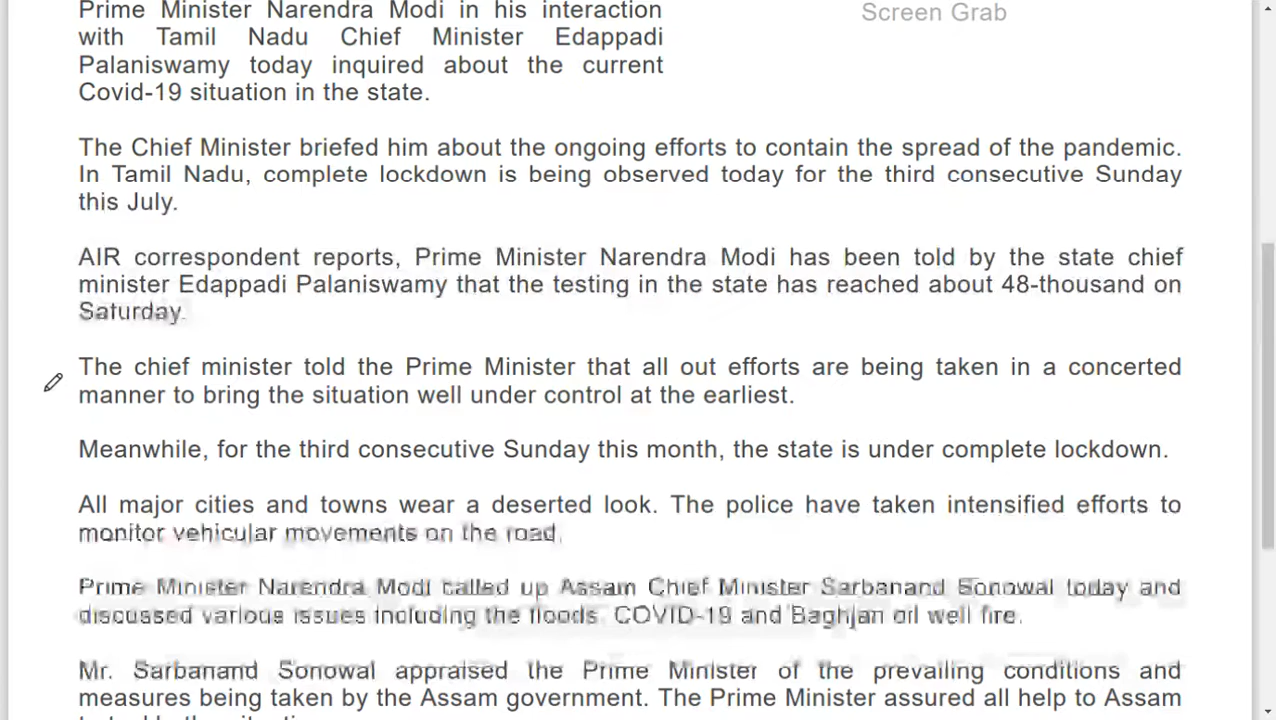 Prime Minister Narendra Modi in his interaction
Screen Grab
with Tamil Nadu Chief Minister Edappadi
Palaniswamy today inquired about the current
Covid-19 situation in the state.
The Chief Minister briefed him about the ongoing efforts to contain the spread of the pandemic.
In Tamil Nadu, complete lockdown is being observed today for the third consecutive Sunday
this July.
AIR correspondent reports, Prime Minister Narendra Modi has been told by the state chief
minister Edappadi Palaniswamy that the testing in the state has reached about 48-thousand on
Saturday.
The chief minister told the Prime Minister that all out efforts are being taken in a concerted
manner to bring the situation well under control at the earliest.
Meanwhile, for the third consecutive Sunday this month, the state is under complete lockdown.
All major cities and towns wear a deserted look. The police have taken intensified efforts to
monitor vehicular movements on the road.
Prime Minister Narendra Modi called up Assam Chief Minister Sarbanand Sonowal today and
discussed various issues including the floods, COVID-19 and Baghjan oil well fire.
Mr. Sarbanand Sonowal appraised the Prime Minister of the prevailing conditions and
measures being taken by the Assam government. The Prime Minister assured all help to Assam